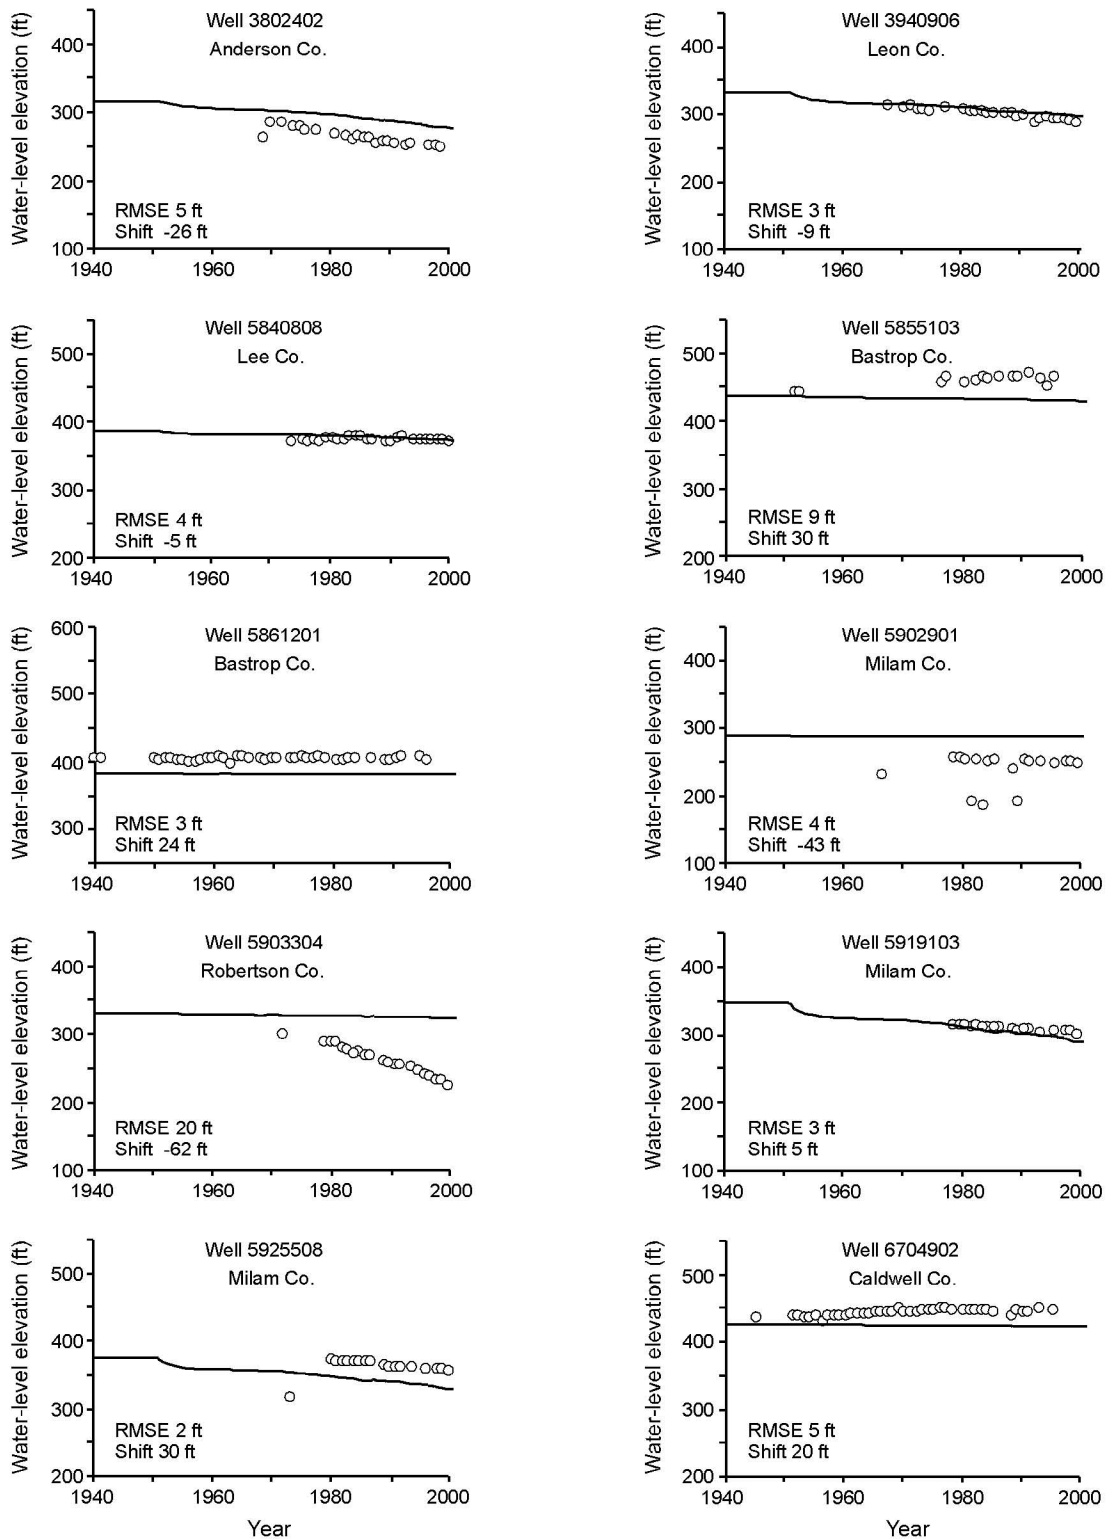 Well 3802402
Anderson Co.
Water-level elevation (ft)
400
300
200
100
RMSE 5 ft
Shift -26 ft
1940 1960 1980 2000
Well 3940906
Leon Co.
Water-level elevation (ft)
400
300
200
100
RMSE 3 ft
Shift -9 ft
1940 1960 1980 2000
Well 5840808
Lee Co.
Water-level elevation (ft)
500
400
300
200
RMSE 4 ft
Shift -5 ft
1940 1960 1980 2000
Well 5855103
Bastrop Co.
Water-level elevation (ft)
500
400
300
200
RMSE 9 ft
Shift 30 ft
1940 1960 1980 2000
Well 5861201
Bastrop Co.
Water-level elevation (ft)
600
500
400
300
RMSE 3 ft
Shift 24 ft
1940 1960 1980 2000
Well 5902901
Milam Co.
Water-level elevation (ft)
400
300
200
100
RMSE 4 ft
Shift -43 ft
1940 1960 1980 2000
Well 5903304
Robertson Co.
Water-level elevation (ft)
400
300
200
100
RMSE 20 ft
Shift -62 ft
1940 1960 1980 2000
Well 5919103
Milam Co.
Water-level elevation (ft)
400
300
200
100
RMSE 3 ft
Shift 5 ft
1940 1960 1980 2000
Well 5925508
Milam Co.
Water-level elevation (ft)
500
400
300
200
RMSE 2 ft
Shift 30 ft
1940 1960 1980 2000
Year
Well 6704902
Caldwell Co.
Water-level elevation (ft)
500
400
300
200
RMSE 5 ft
Shift 20 ft
1940 1960 1980 2000
Year